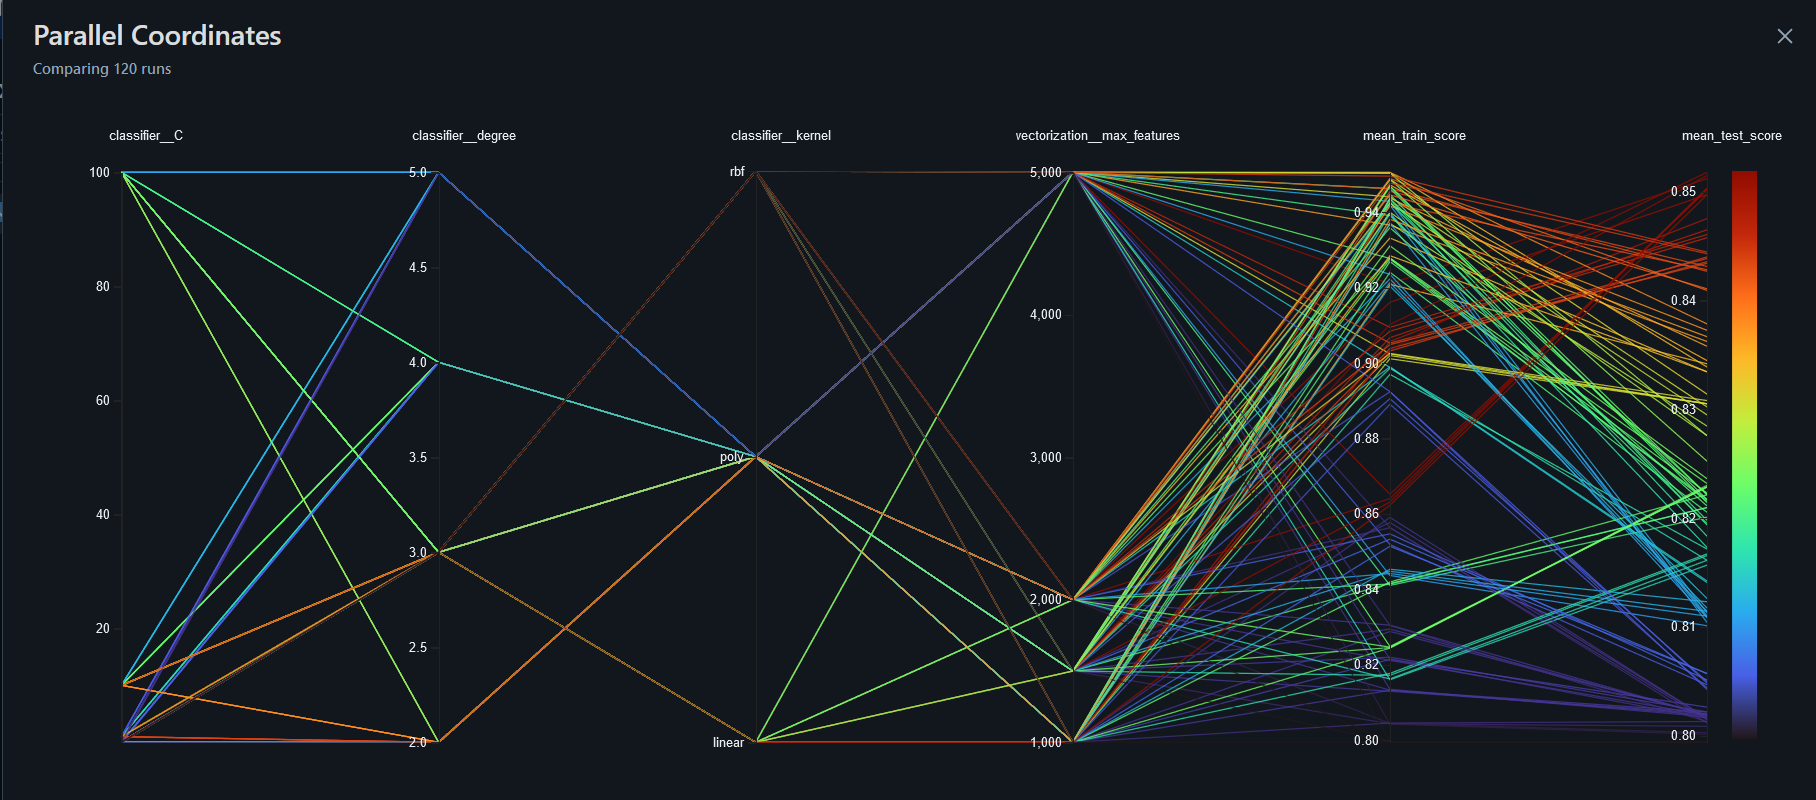 Parallel Coordinates
Comparing 120 runs
classifier__C
classifier__degree
classifier__kernel
vectorization__max_features
mean_train_score
mean_test_score
100
80
60
40
20
5.0
4.5
4.0
3.5
3.0
2.5
2.0
rbf
poly
linear
5,000
4,000
3,000
2,000
1,000
0.94
0.92
0.90
0.88
0.86
0.84
0.82
0.80
0.85
0.84
0.83
0.82
0.81
0.80